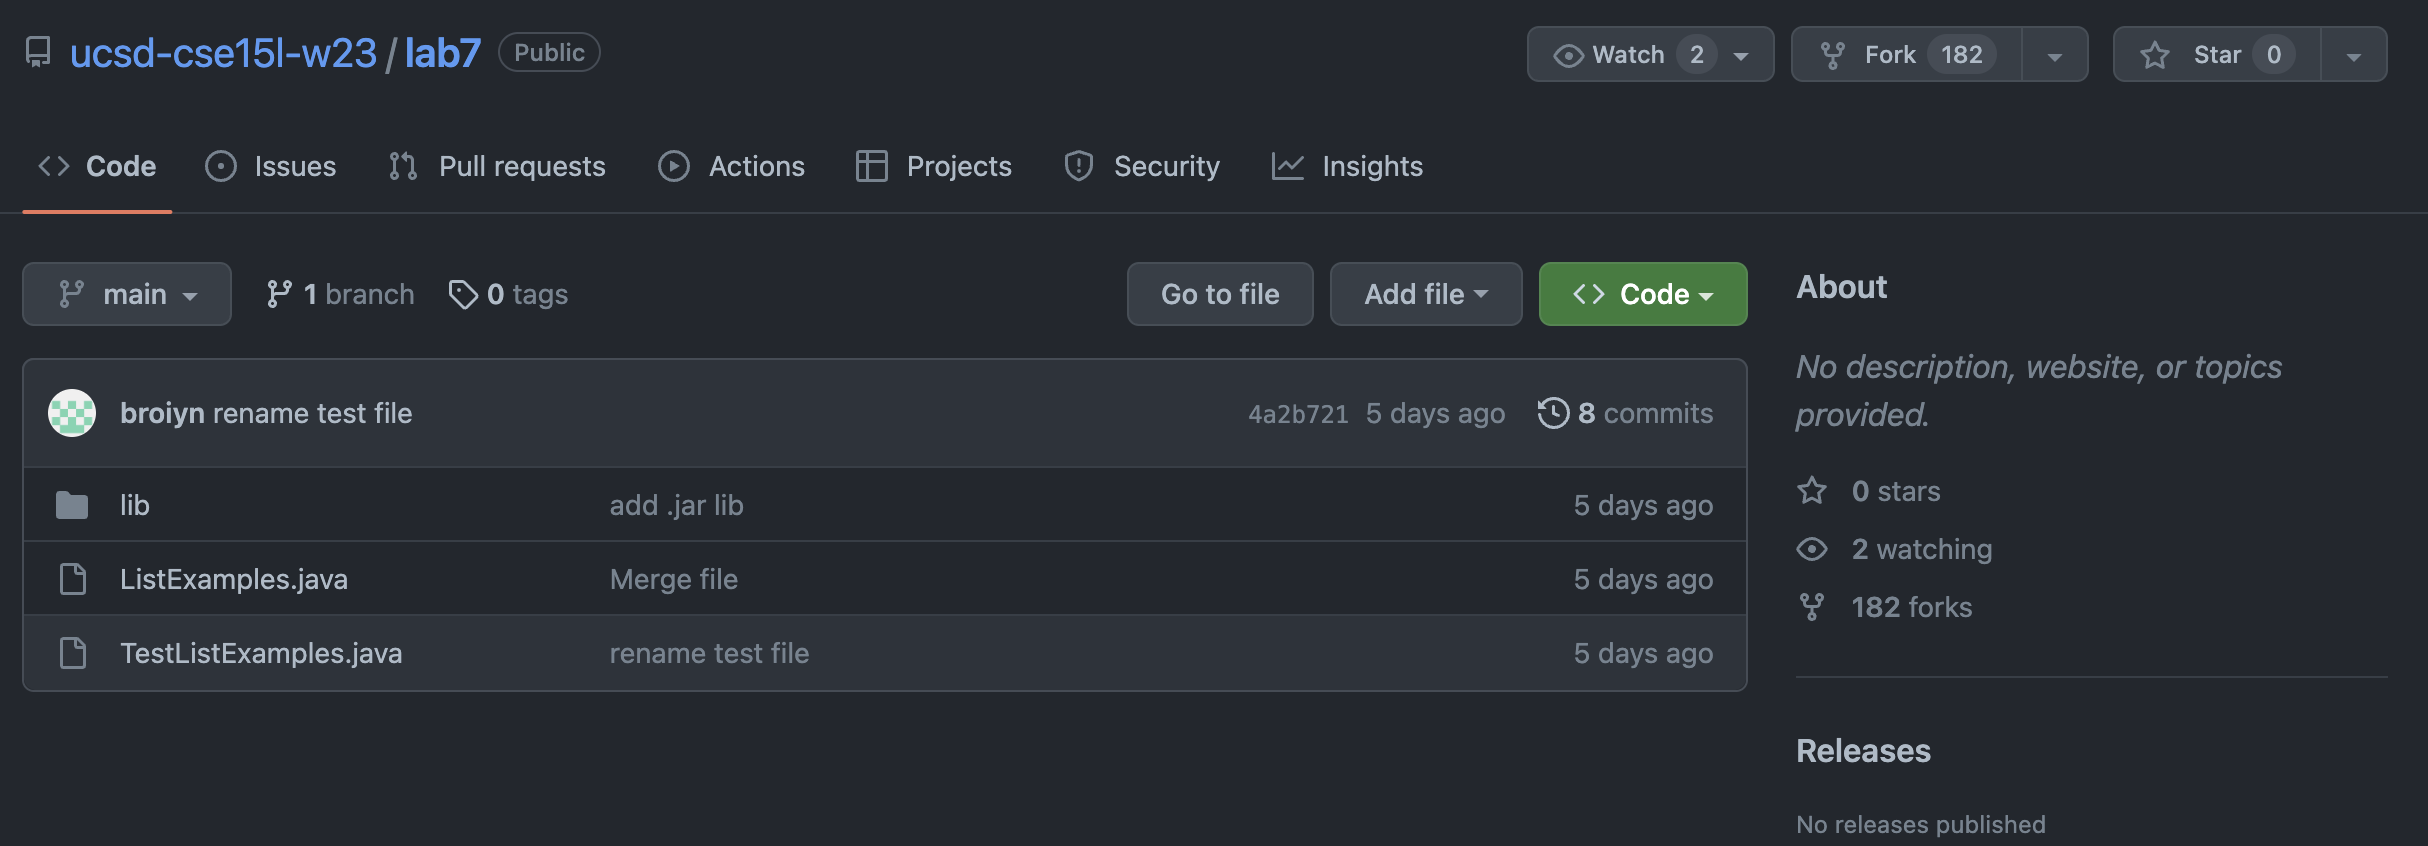 ucsd-cse15l-w23 / lab7 Public Watch 2 Fork 182 Star 0
Code Issues Pull requests Actions Projects Security Insights
main 1 branch 0 tags Go to file Add file Code
broiyn rename test file 4a2b721 5 days ago 8 commits
lib add .jar lib 5 days ago
ListExamples.java Merge file 5 days ago
TestListExamples.java rename test file 5 days ago
About
No description, website, or topics
provided.
0 stars
2 watching
182 forks
Releases
No releases published